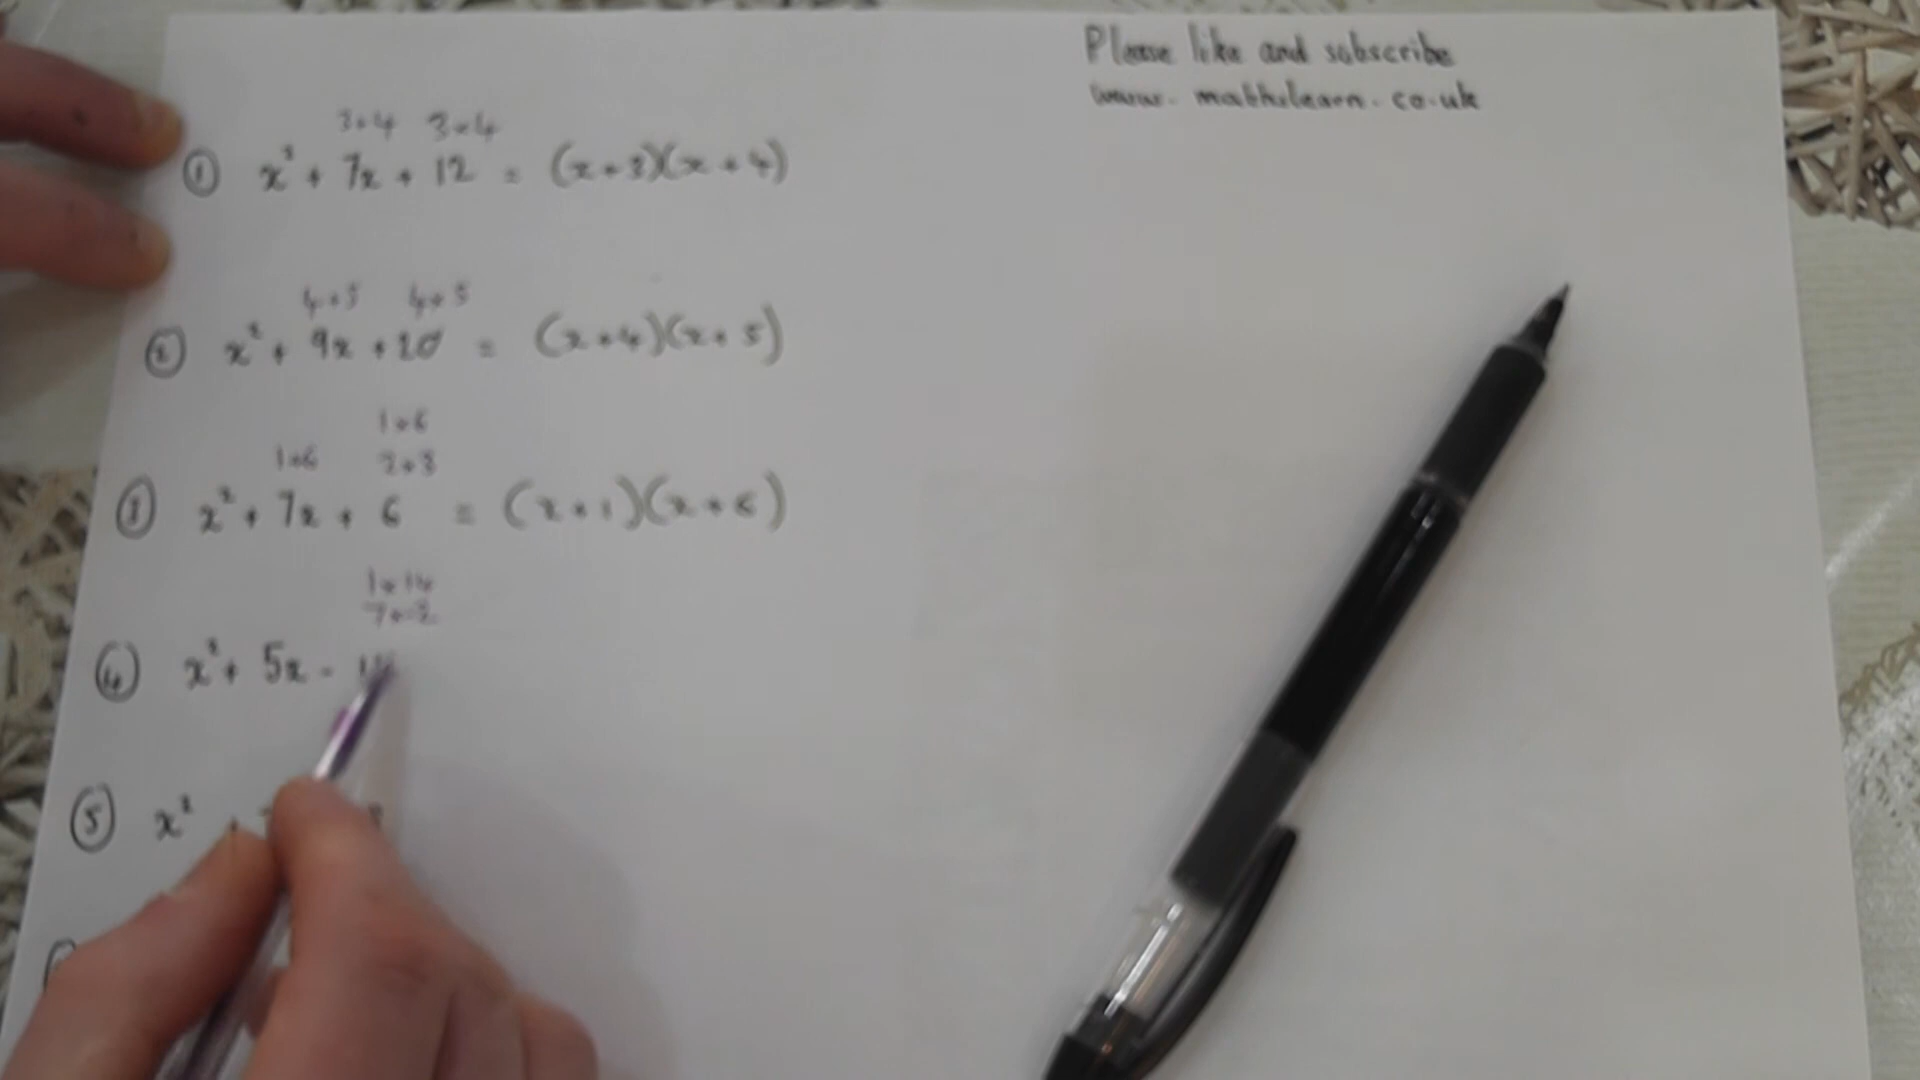 Please like and subscribe
www.mathslearn.co.uk
3+4 3×4
① x² + 7x + 12 = (x+3)(x+4)
4+5 4×5
② x² + 9x + 20 = (x+4)(x+5)
1×6
1+6 2×3
③ x² + 7x + 6 = (x+1)(x+6)
1×14
7×-2
④ x² + 5x - 14
⑤ x² +